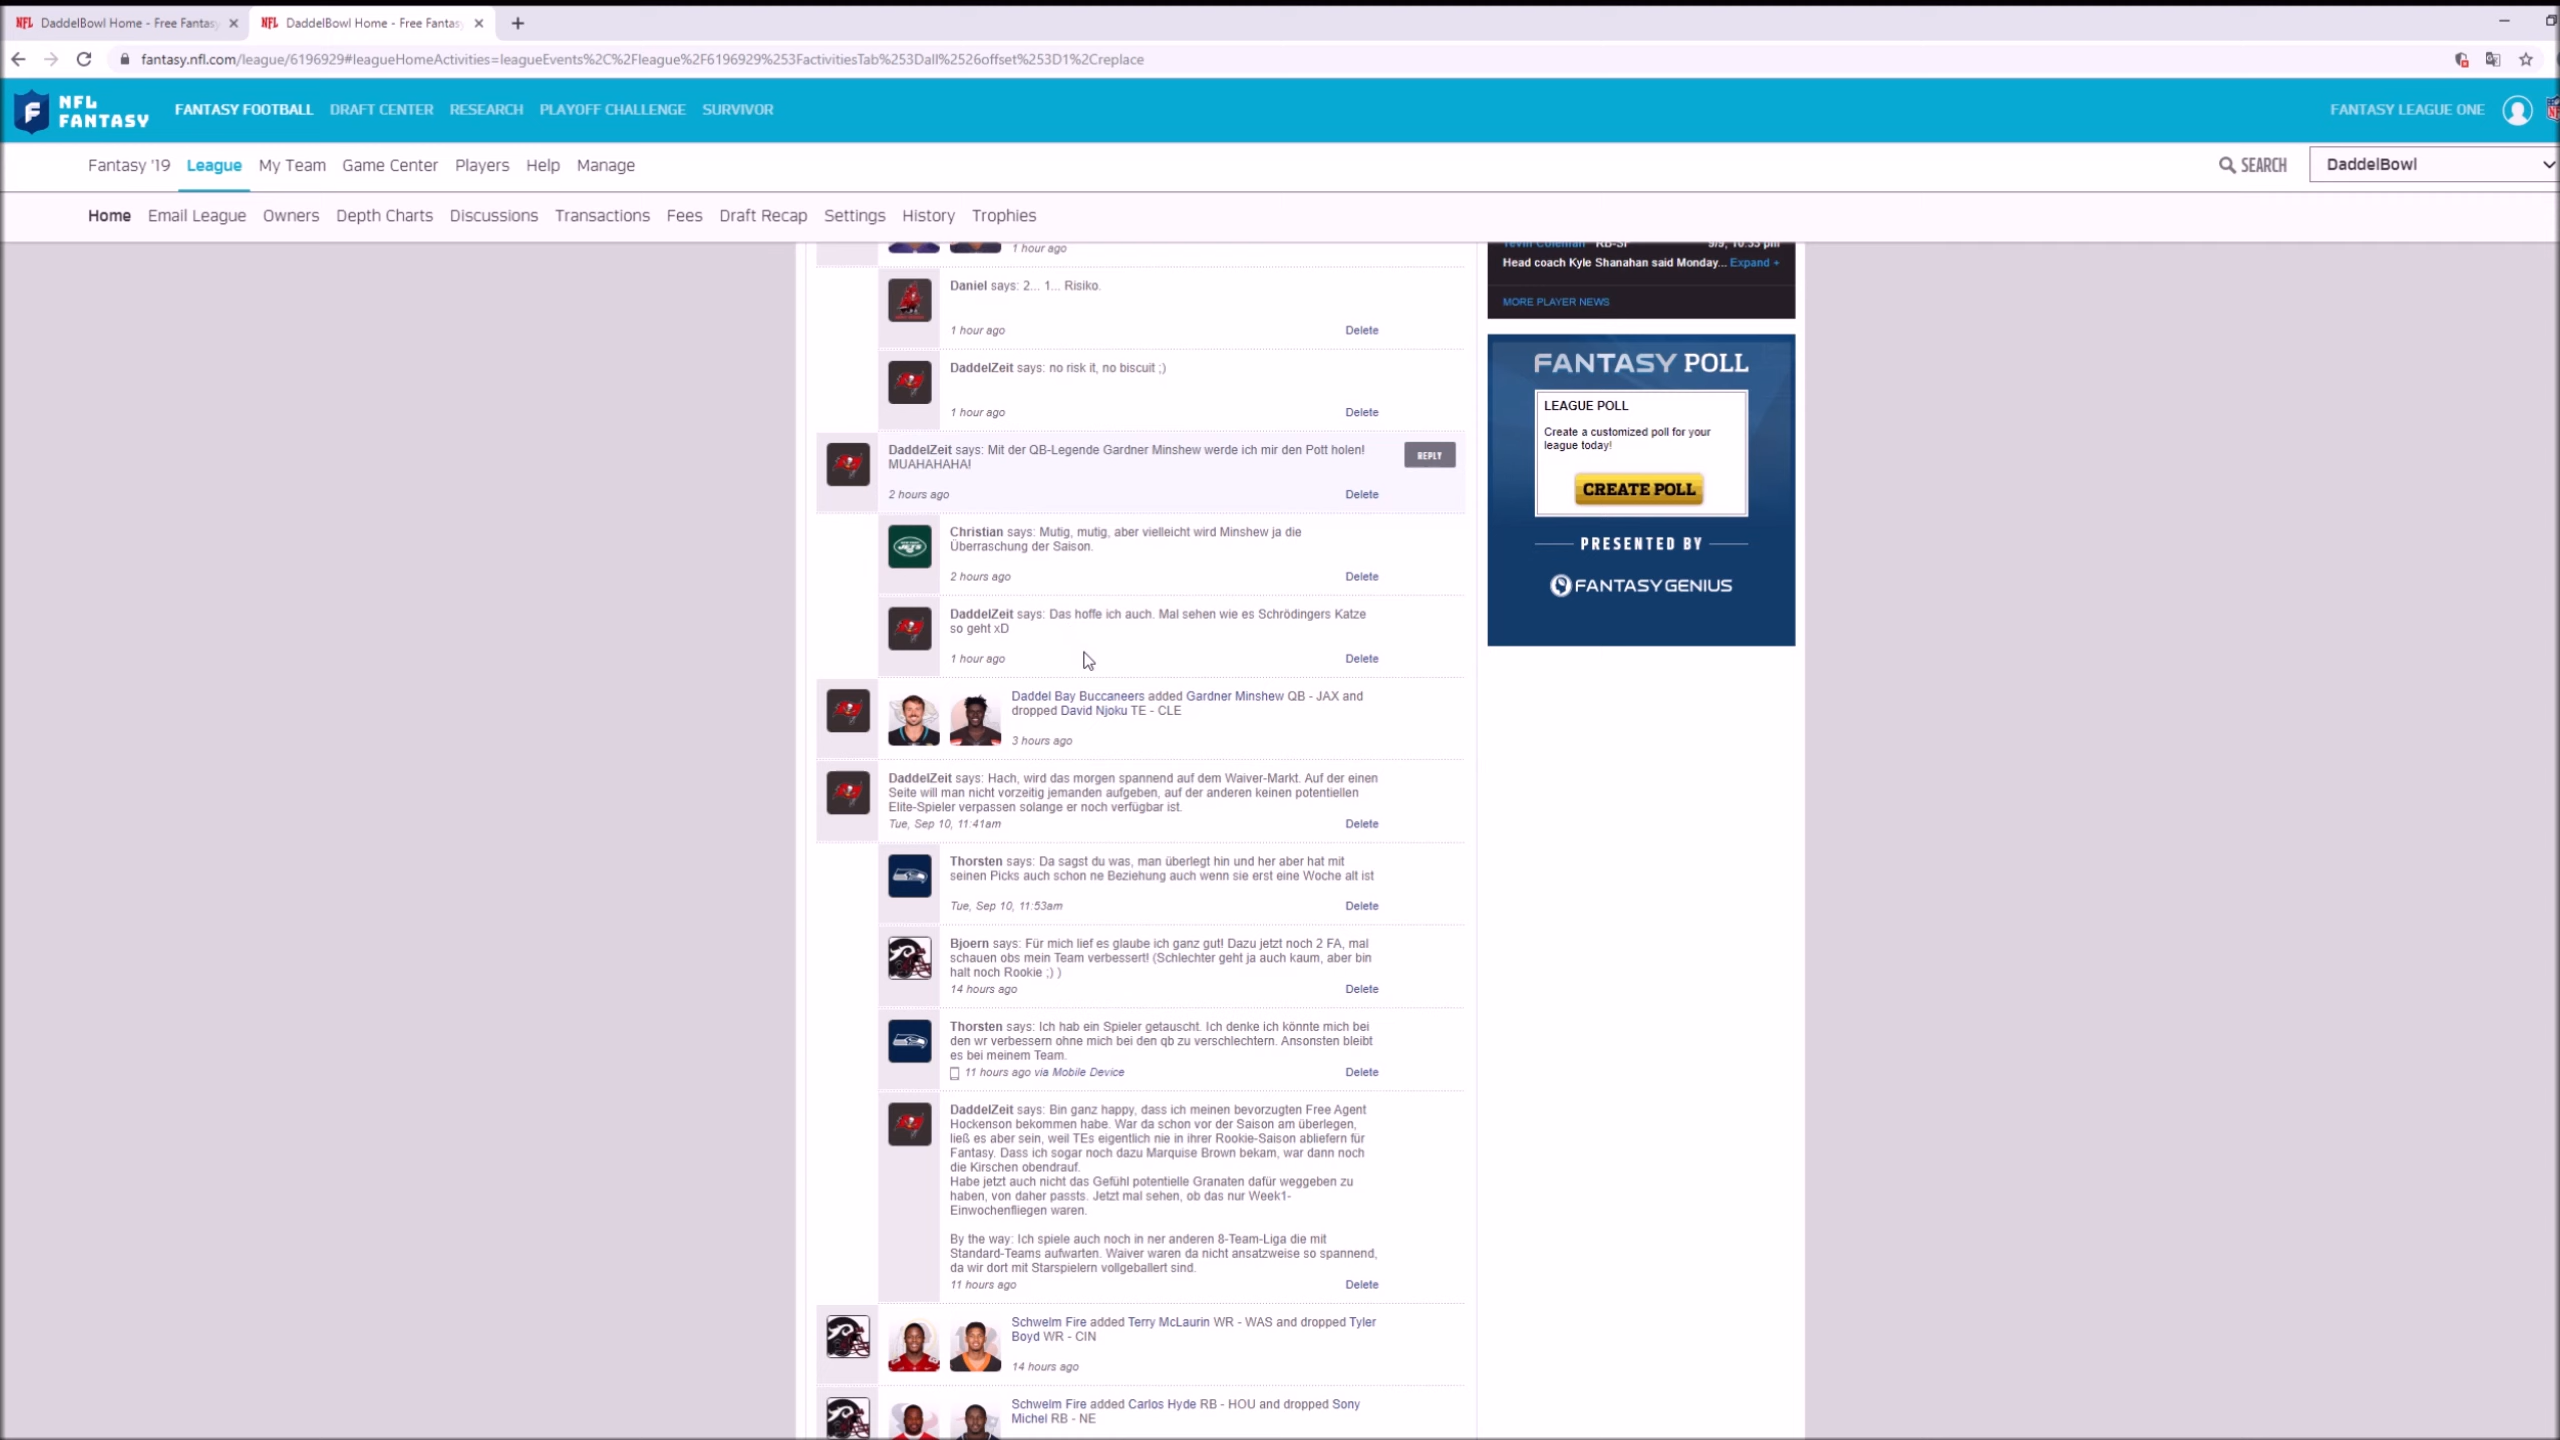 DaddelBowl Home - Free Fantas
DaddelBowl Home - Free Fantas
fantasy.nfl.com/league/6196929#leagueHomeActivities=leagueEvents%2C%2Fleague%2F6196929%253FactivitiesTab%253Dall%2526offset%253D1%2Creplace
NFL FANTASY
FANTASY FOOTBALL DRAFT CENTER RESEARCH PLAYOFF CHALLENGE SURVIVOR
FANTASY LEAGUE ONE
Fantasy '19 League My Team Game Center Players Help Manage
SEARCH
DaddelBowl
Home Email League Owners Depth Charts Discussions Transactions Fees Draft Recap Settings History Trophies
1 hour ago
Daniel says: 2... 1... Risiko.
1 hour ago Delete
DaddelZeit says: no risk it, no biscuit ;)
1 hour ago Delete
DaddelZeit says: Mit der QB-Legende Gardner Minshew werde ich mir den Pott holen!
MUAHAHAHA!
REPLY
2 hours ago Delete
Christian says: Mutig, mutig, aber vielleicht wird Minshew ja die
Überraschung der Saison.
2 hours ago Delete
DaddelZeit says: Das hoffe ich auch. Mal sehen wie es Schrödingers Katze
so geht xD
1 hour ago Delete
Daddel Bay Buccaneers added Gardner Minshew QB - JAX and
dropped David Njoku TE - CLE
3 hours ago
DaddelZeit says: Hach, wird das morgen spannend auf dem Waiver-Markt. Auf der einen
Seite will man nicht vorzeitig jemanden aufgeben, auf der anderen keinen potentiellen
Elite-Spieler verpassen solange er noch verfügbar ist.
Tue, Sep 10, 11:41am Delete
Thorsten says: Da sagst du was, man überlegt hin und her aber hat mit
seinen Picks auch schon ne Beziehung auch wenn sie erst eine Woche alt ist
Tue, Sep 10, 11:53am Delete
Bjoern says: Für mich lief es glaube ich ganz gut! Dazu jetzt noch 2 FA, mal
schauen obs mein Team verbessert! (Schlechter geht ja auch kaum, aber bin
halt noch Rookie ;) )
14 hours ago Delete
Thorsten says: Ich hab ein Spieler getauscht. Ich denke ich könnte mich bei
den wr verbessern ohne mich bei den qb zu verschlechtern. Ansonsten bleibt
es bei meinem Team.
11 hours ago via Mobile Device Delete
DaddelZeit says: Bin ganz happy, dass ich meinen bevorzugten Free Agent
Hockenson bekommen habe. War da schon vor der Saison am überlegen,
ließ es aber sein, weil TEs eigentlich nie in ihrer Rookie-Saison abliefern für
Fantasy. Dass ich sogar noch dazu Marquise Brown bekam, war dann noch
die Kirschen obendrauf.
Habe jetzt auch nicht das Gefühl potentielle Granaten dafür weggeben zu
haben, von daher passts. Jetzt mal sehen, ob das nur Week1-
Einwochenfliegen waren.
By the way: Ich spiele auch noch in ner anderen 8-Team-Liga die mit
Standard-Teams aufwarten. Waiver waren da nicht ansatzweise so spannend,
da wir dort mit Starspielern vollgeballert sind.
11 hours ago Delete
Schwelm Fire added Terry McLaurin WR - WAS and dropped Tyler
Boyd WR - CIN
14 hours ago
Schwelm Fire added Carlos Hyde RB - HOU and dropped Sony
Michel RB - NE
Tevin Coleman RB-SF 9/9, 10:33 pm
Head coach Kyle Shanahan said Monday... Expand +
MORE PLAYER NEWS
FANTASY POLL
LEAGUE POLL
Create a customized poll for your
league today!
CREATE POLL
PRESENTED BY
FANTASY GENIUS